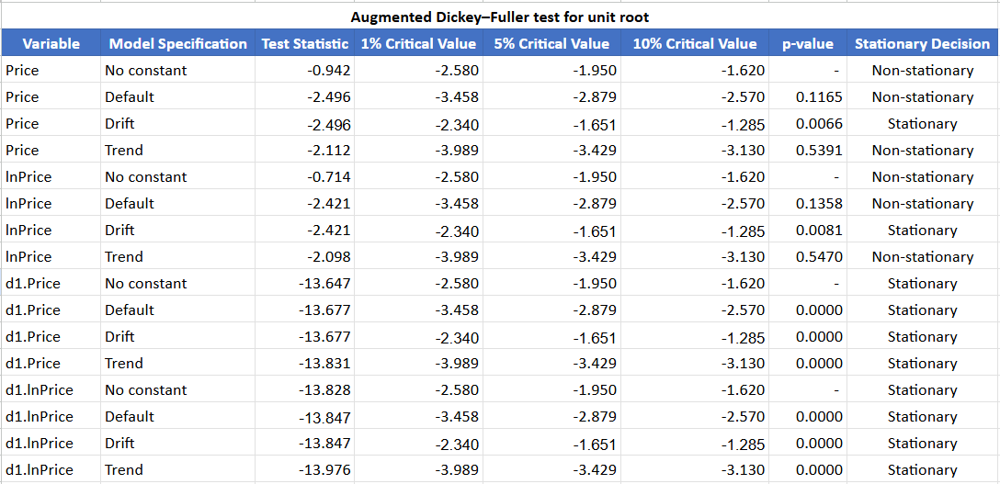 Augmented Dickey–Fuller test for unit root
Variable Model Specification Test Statistic 1% Critical Value 5% Critical Value 10% Critical Value p-value Stationary Decision
Price No constant -0.942 -2.580 -1.950 -1.620 - Non-stationary
Price Default -2.496 -3.458 -2.879 -2.570 0.1165 Non-stationary
Price Drift -2.496 -2.340 -1.651 -1.285 0.0066 Stationary
Price Trend -2.112 -3.989 -3.429 -3.130 0.5391 Non-stationary
lnPrice No constant -0.714 -2.580 -1.950 -1.620 - Non-stationary
lnPrice Default -2.421 -3.458 -2.879 -2.570 0.1358 Non-stationary
lnPrice Drift -2.421 -2.340 -1.651 -1.285 0.0081 Stationary
lnPrice Trend -2.098 -3.989 -3.429 -3.130 0.5470 Non-stationary
d1.Price No constant -13.647 -2.580 -1.950 -1.620 - Stationary
d1.Price Default -13.677 -3.458 -2.879 -2.570 0.0000 Stationary
d1.Price Drift -13.677 -2.340 -1.651 -1.285 0.0000 Stationary
d1.Price Trend -13.831 -3.989 -3.429 -3.130 0.0000 Stationary
d1.lnPrice No constant -13.828 -2.580 -1.950 -1.620 - Stationary
d1.lnPrice Default -13.847 -3.458 -2.879 -2.570 0.0000 Stationary
d1.lnPrice Drift -13.847 -2.340 -1.651 -1.285 0.0000 Stationary
d1.lnPrice Trend -13.976 -3.989 -3.429 -3.130 0.0000 Stationary